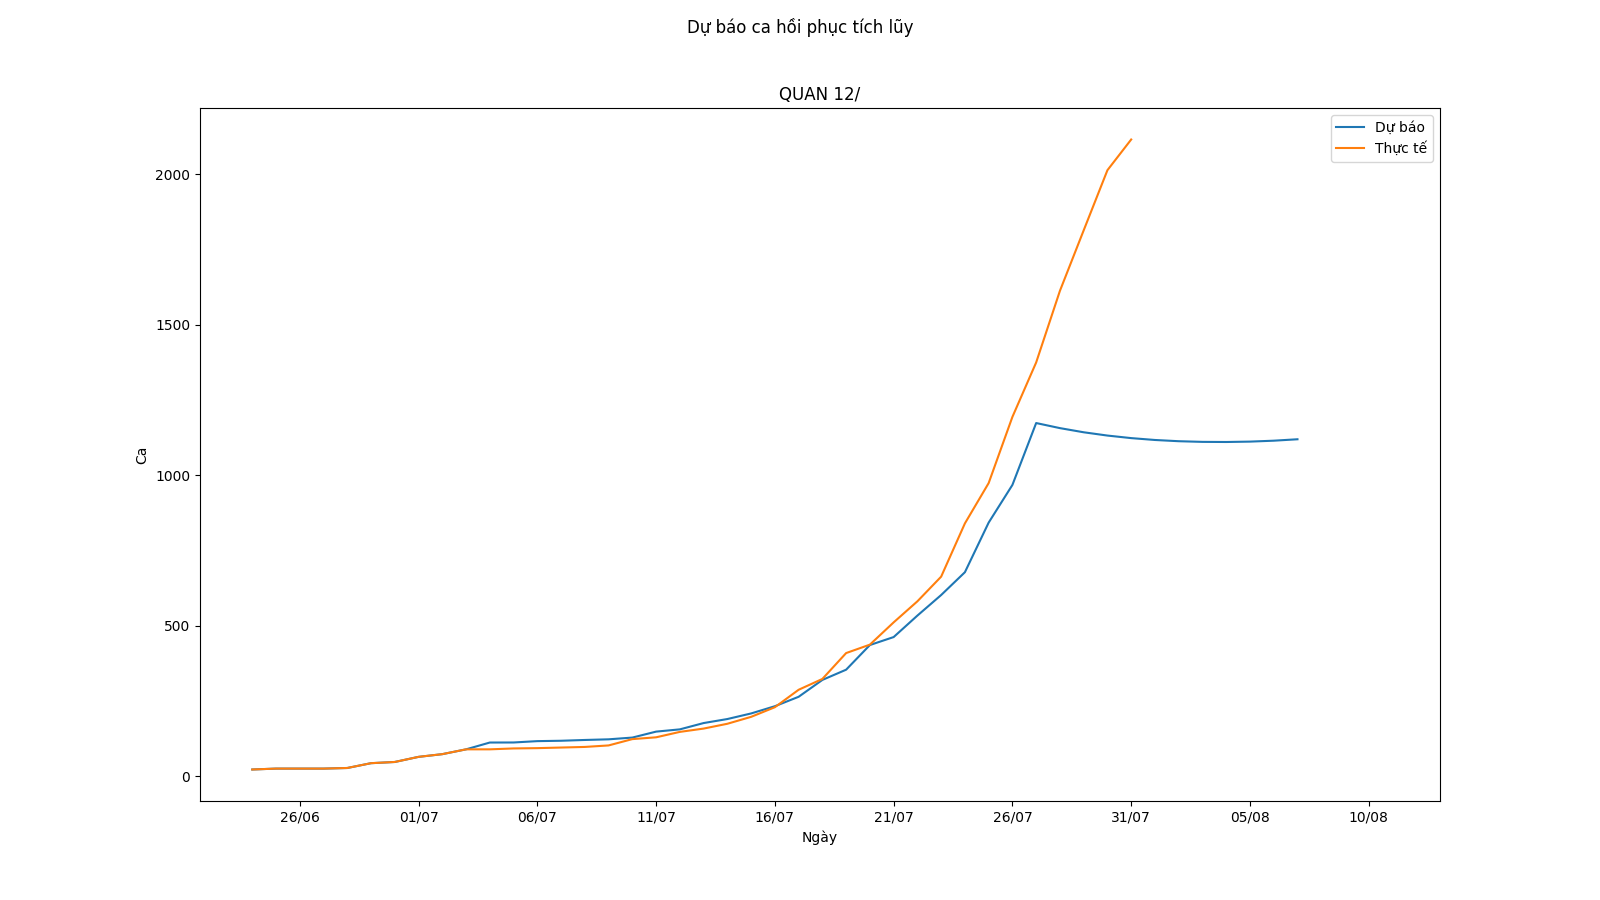 Dự báo ca hồi phục tích lũy
QUAN 12/
Dự báo
Thực tế
2000
1500
1000
500
0
Ca
26/06 01/07 06/07 11/07 16/07 21/07 26/07 31/07 05/08 10/08
Ngày